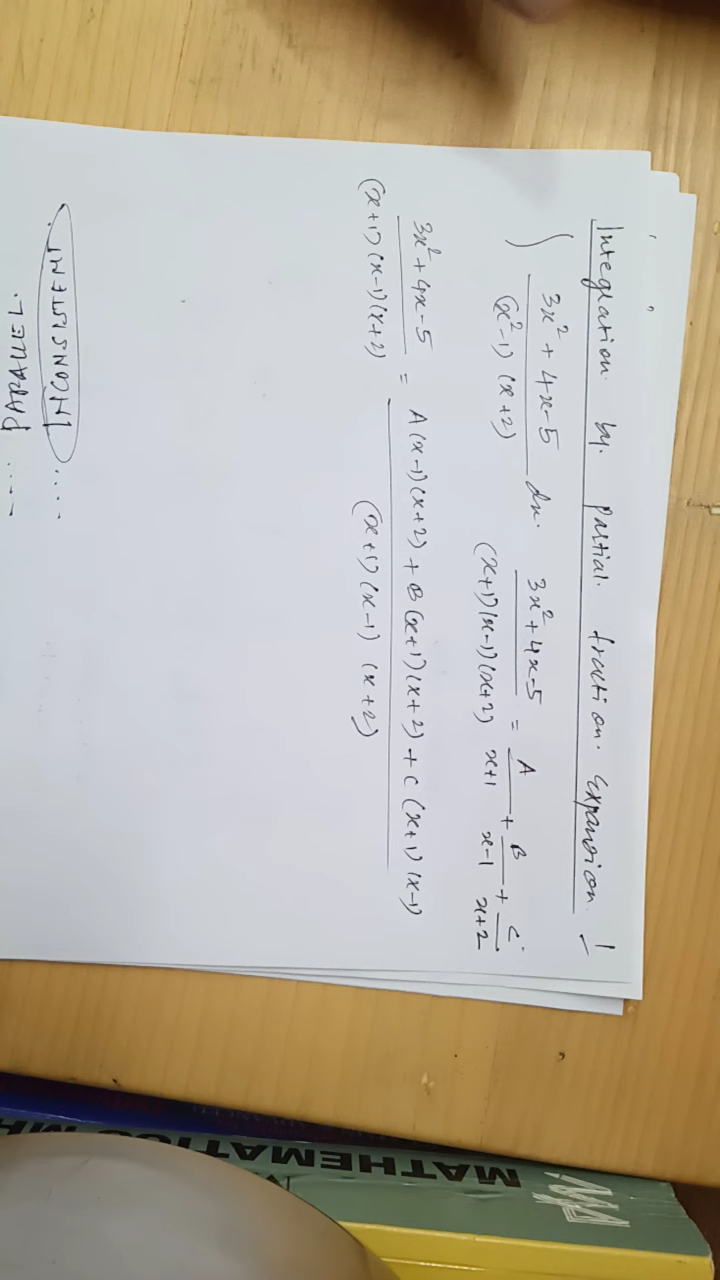 Integration by. partial. fraction. expansion. !
∫ 3x² + 4x - 5 / (x² - 1) (x + 2) dx. 3x² + 4x - 5 / (x+1)(x-1)(x+2) = A / x+1 + B / x-1 + C / x+2
3x² + 4x - 5 / (x+1) (x-1)(x+2) = A(x-1)(x+2) + B(x+1)(x+2) + C(x+1)(x-1) / (x+1) (x-1) (x+2)
INCONSISTENT. ....
PARALLEL. ....
MATHEMATICS